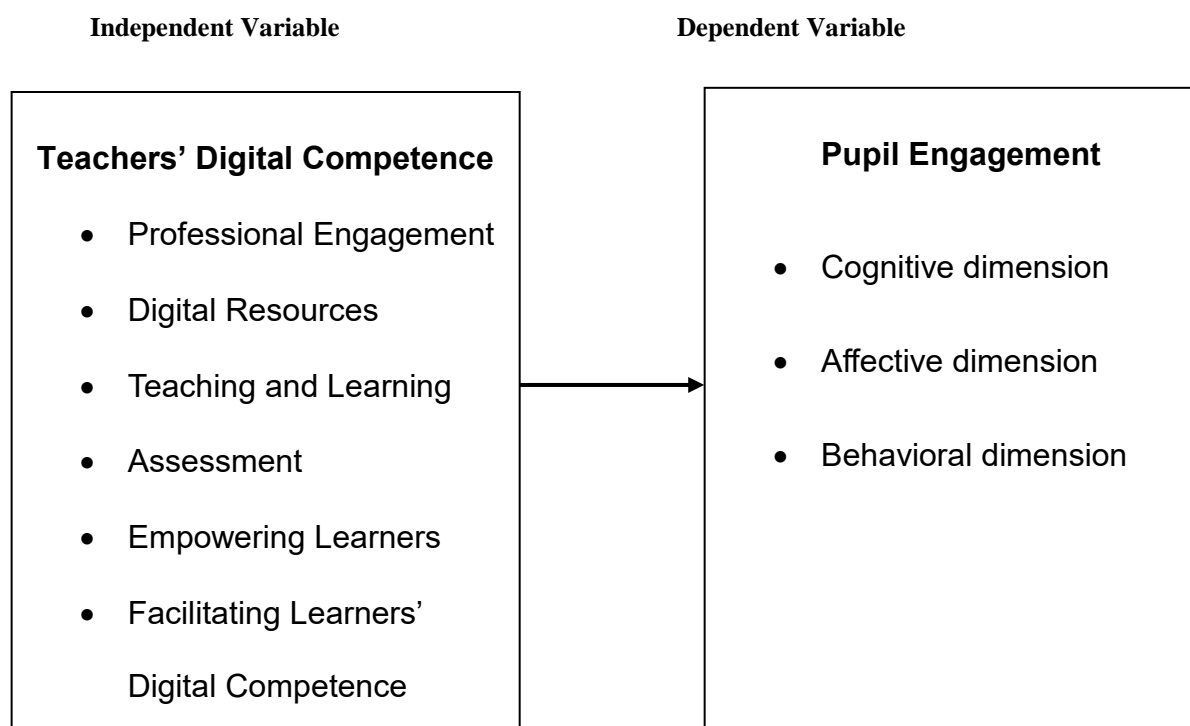 Independent Variable
Dependent Variable
Teachers’ Digital Competence
• Professional Engagement
• Digital Resources
• Teaching and Learning
• Assessment
• Empowering Learners
• Facilitating Learners’
Digital Competence
Pupil Engagement
• Cognitive dimension
• Affective dimension
• Behavioral dimension